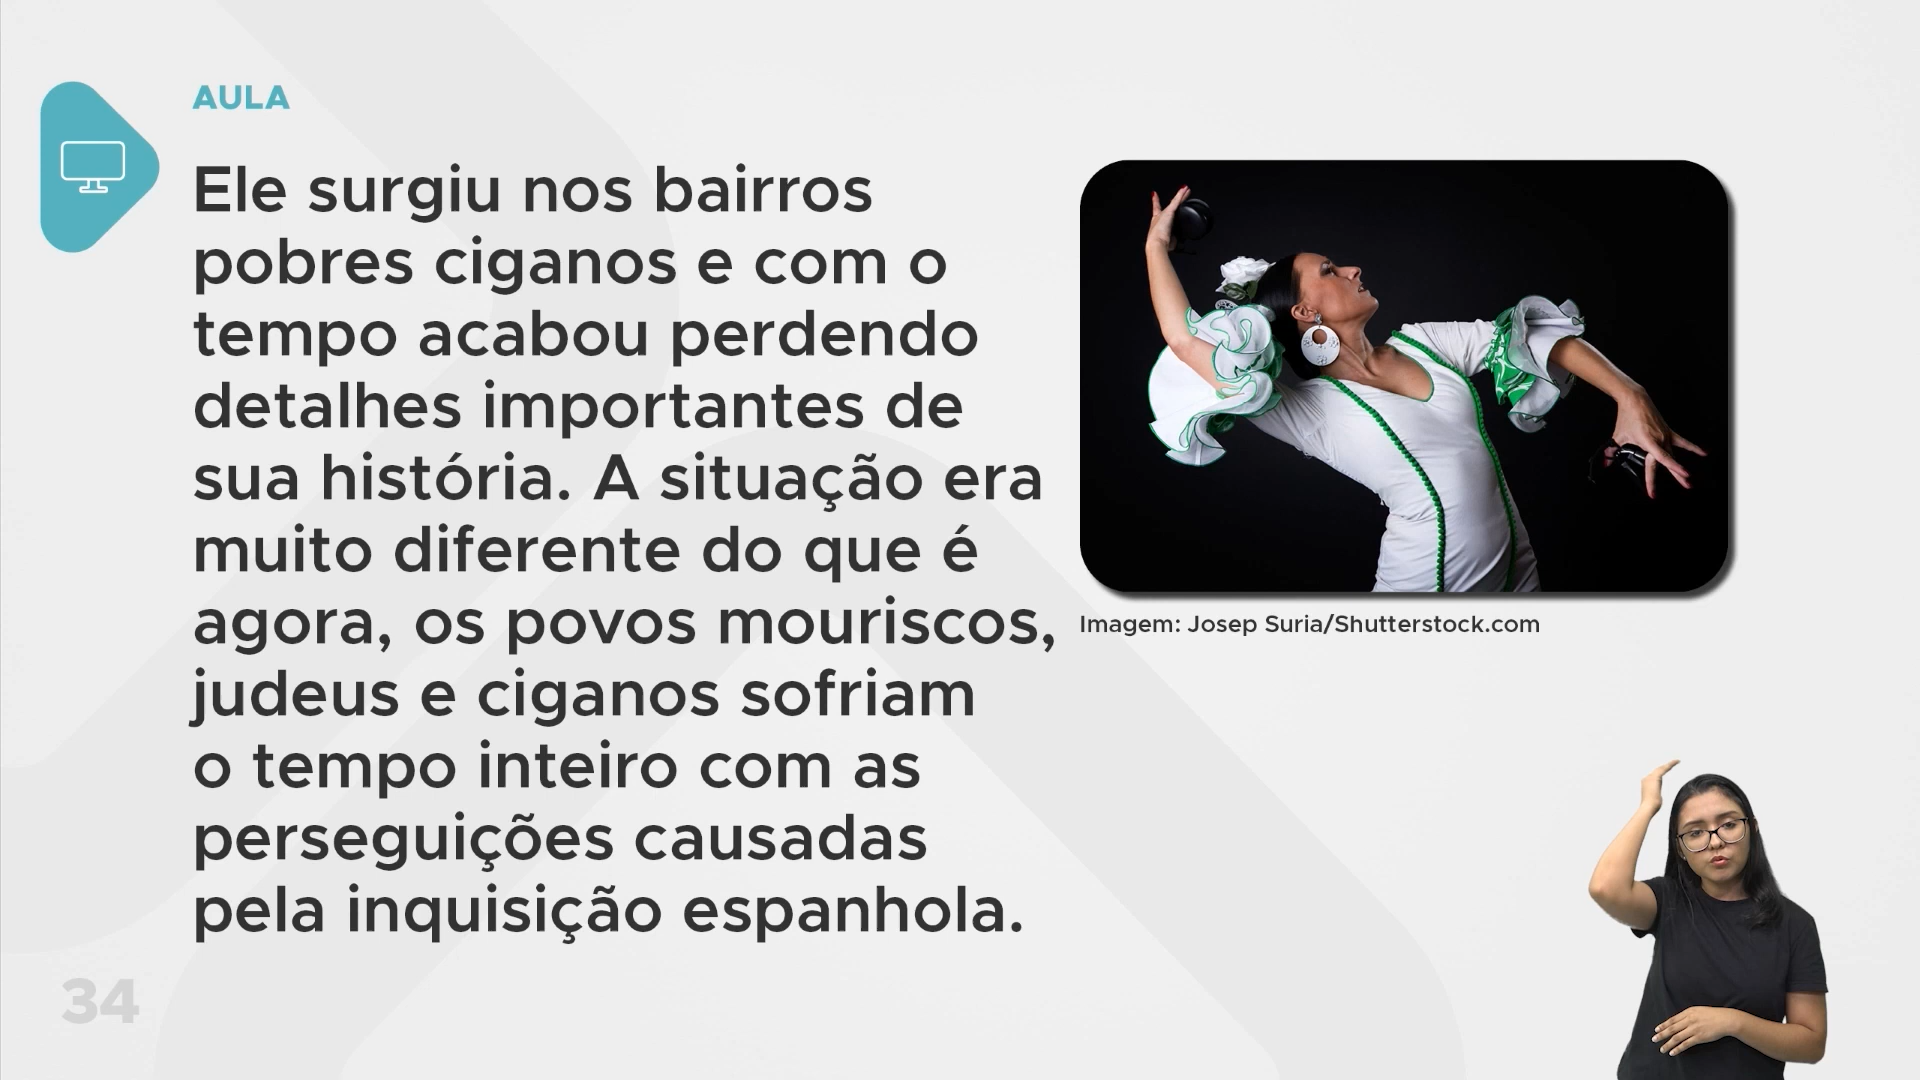 AULA
Ele surgiu nos bairros
pobres ciganos e com o
tempo acabou perdendo
detalhes importantes de
sua história. A situação era
muito diferente do que é
agora, os povos mouriscos,
judeus e ciganos sofriam
o tempo inteiro com as
perseguições causadas
pela inquisição espanhola.
Imagem: Josep Suria/Shutterstock.com
34